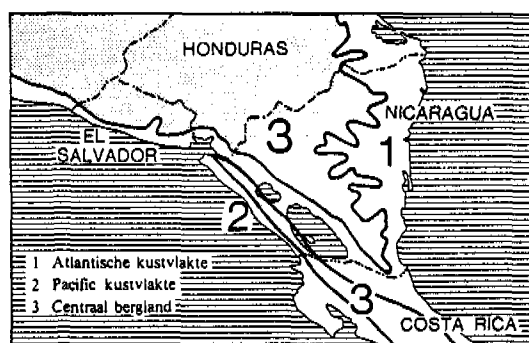 HONDURAS
NICARAGUA
3
1
EL
SALVADOR
2
1 Atlantische kustvlakte
2 Pacific kustvlakte
3 Centraal bergland
3
COSTA RICA